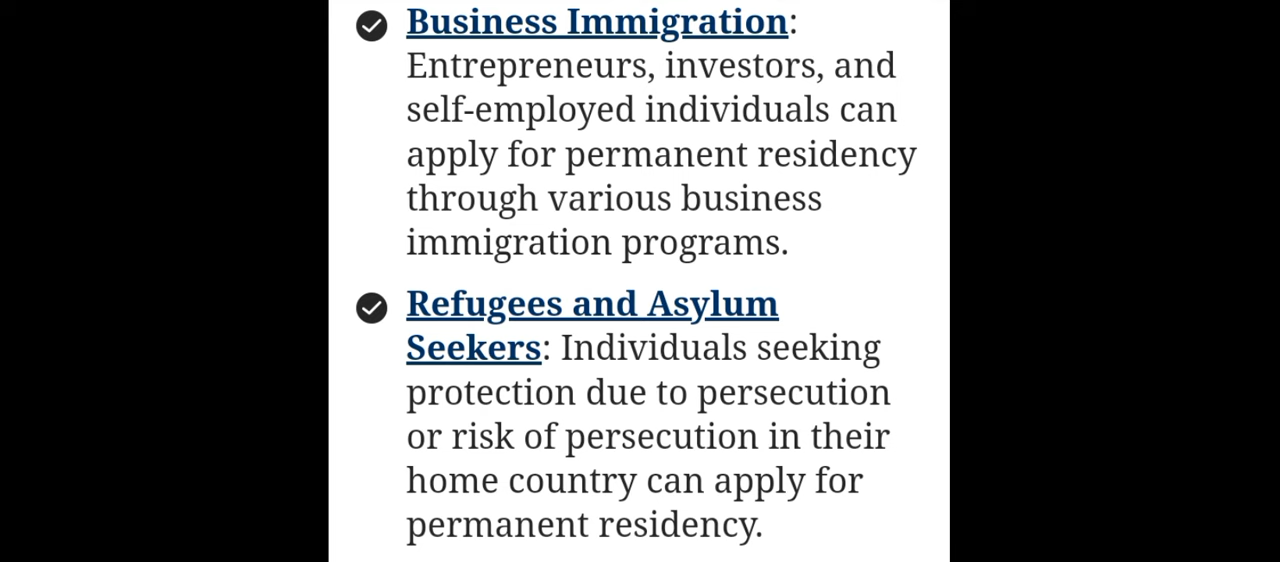 Business Immigration:
Entrepreneurs, investors, and
self-employed individuals can
apply for permanent residency
through various business
immigration programs.
Refugees and Asylum
Seekers: Individuals seeking
protection due to persecution
or risk of persecution in their
home country can apply for
permanent residency.